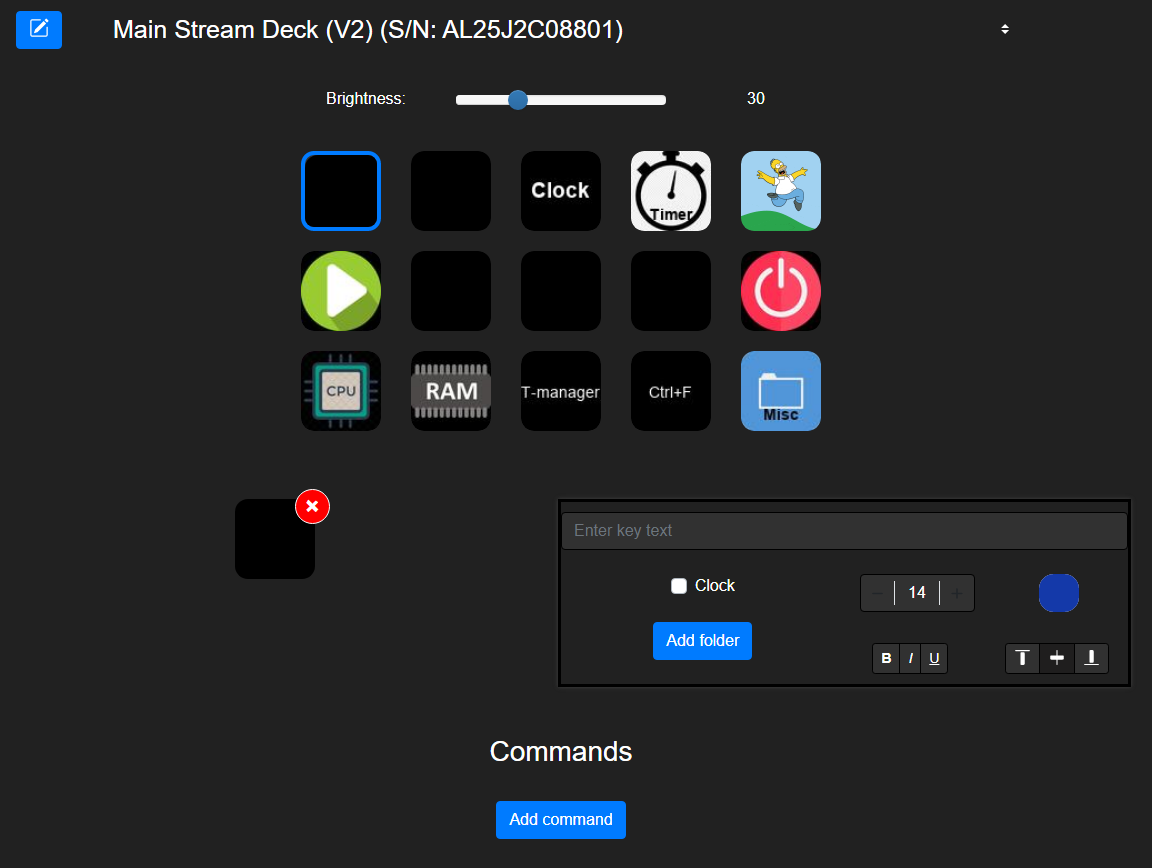 Main Stream Deck (V2) (S/N: AL25J2C08801)
Brightness: 30
Clock
Timer
CPU
RAM
T-manager
Ctrl+F
Misc
Enter key text
Clock
14
Add folder
B I U
Commands
Add command